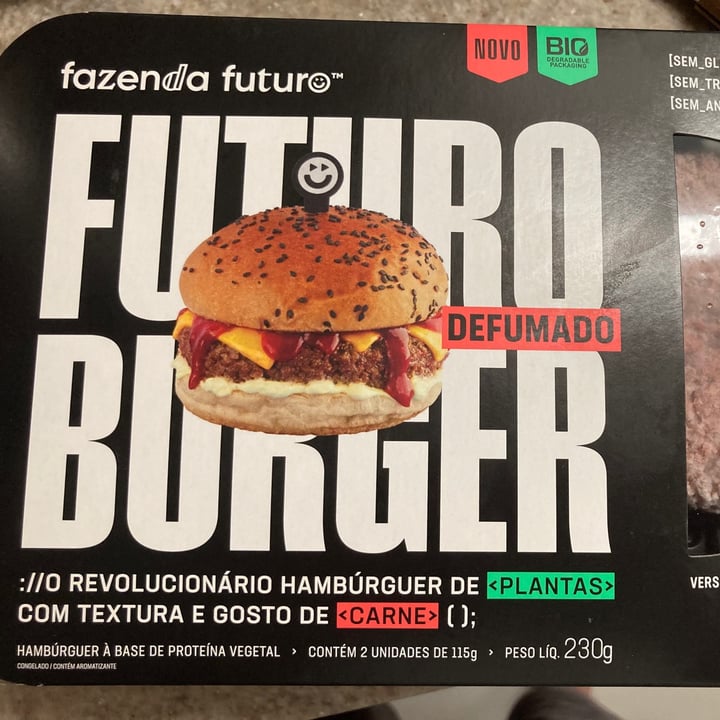 fazenda futuro™
NOVO
BIO
DEGRADABLE
PACKAGING
[SEM_GL
[SEM_TR
[SEM_AN
FUTURO
DEFUMADO
BURGER
://O REVOLUCIONÁRIO HAMBÚRGUER DE <PLANTAS>
COM TEXTURA E GOSTO DE <CARNE> ( );
VERS
HAMBÚRGUER À BASE DE PROTEÍNA VEGETAL › CONTÉM 2 UNIDADES DE 115g › PESO LÍQ. 230g
CONGELADO / CONTÉM AROMATIZANTE